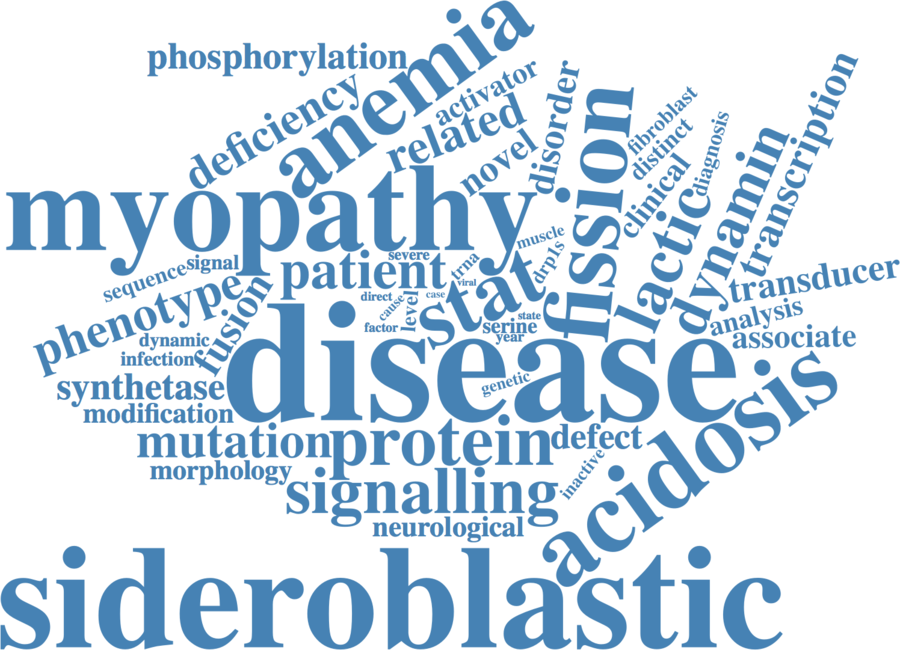 phosphorylation
anemia
deficiency
activator
related
novel
disorder
fission
fibroblast
distinct
clinical
diagnosis
lactic
dynamin
transcription
myopathy
severe
muscle
sequence
signal
patient
trna
viral
stat
drp1s
transducer
phenotype
fusion
direct
cause
case
level
factor
serine
state
year
analysis
associate
dynamic
infection
disease
genetic
synthetase
modification
mutation
protein
defect
acidosis
morphology
signalling
inactive
neurological
sideroblastic